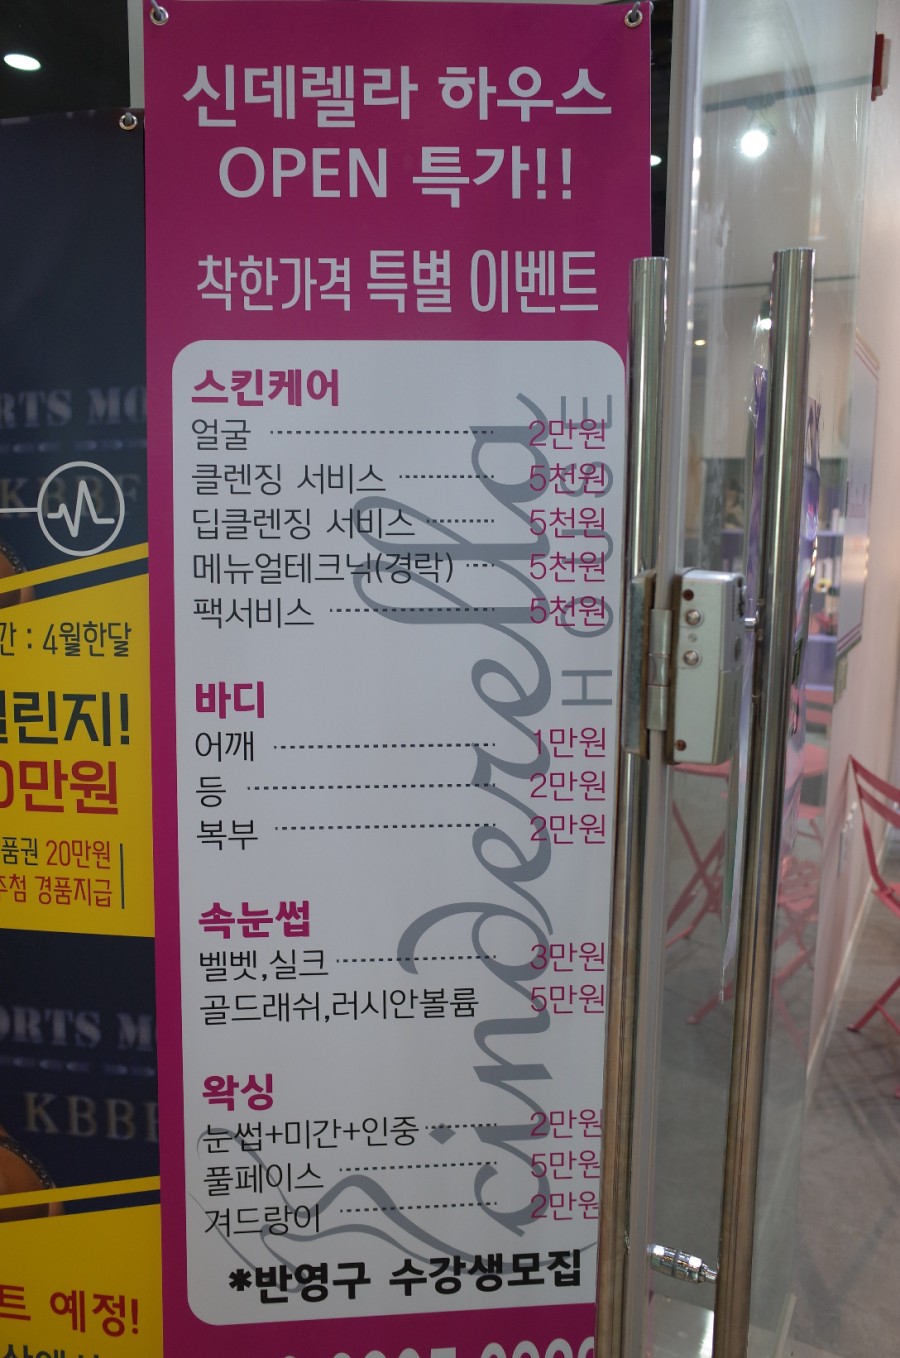 신데렐라 하우스
OPEN 특가!!
착한가격 특별 이벤트
스킨케어
얼굴 2만원
클렌징 서비스 5천원
딥클렌징 서비스 5천원
메뉴얼테크닉(경락) 5천원
팩서비스 5천원
바디
어깨 1만원
등 2만원
복부 2만원
속눈썹
벨벳,실크 3만원
골드래쉬,러시안볼륨 5만원
왁싱
눈썹+미간+인중 2만원
풀페이스 5만원
겨드랑이 2만원
*반영구 수강생모집
Cinderella
HOUSE
KBBF
: 4월한달
0만원
20만원
경품지급
KBBF
예정!